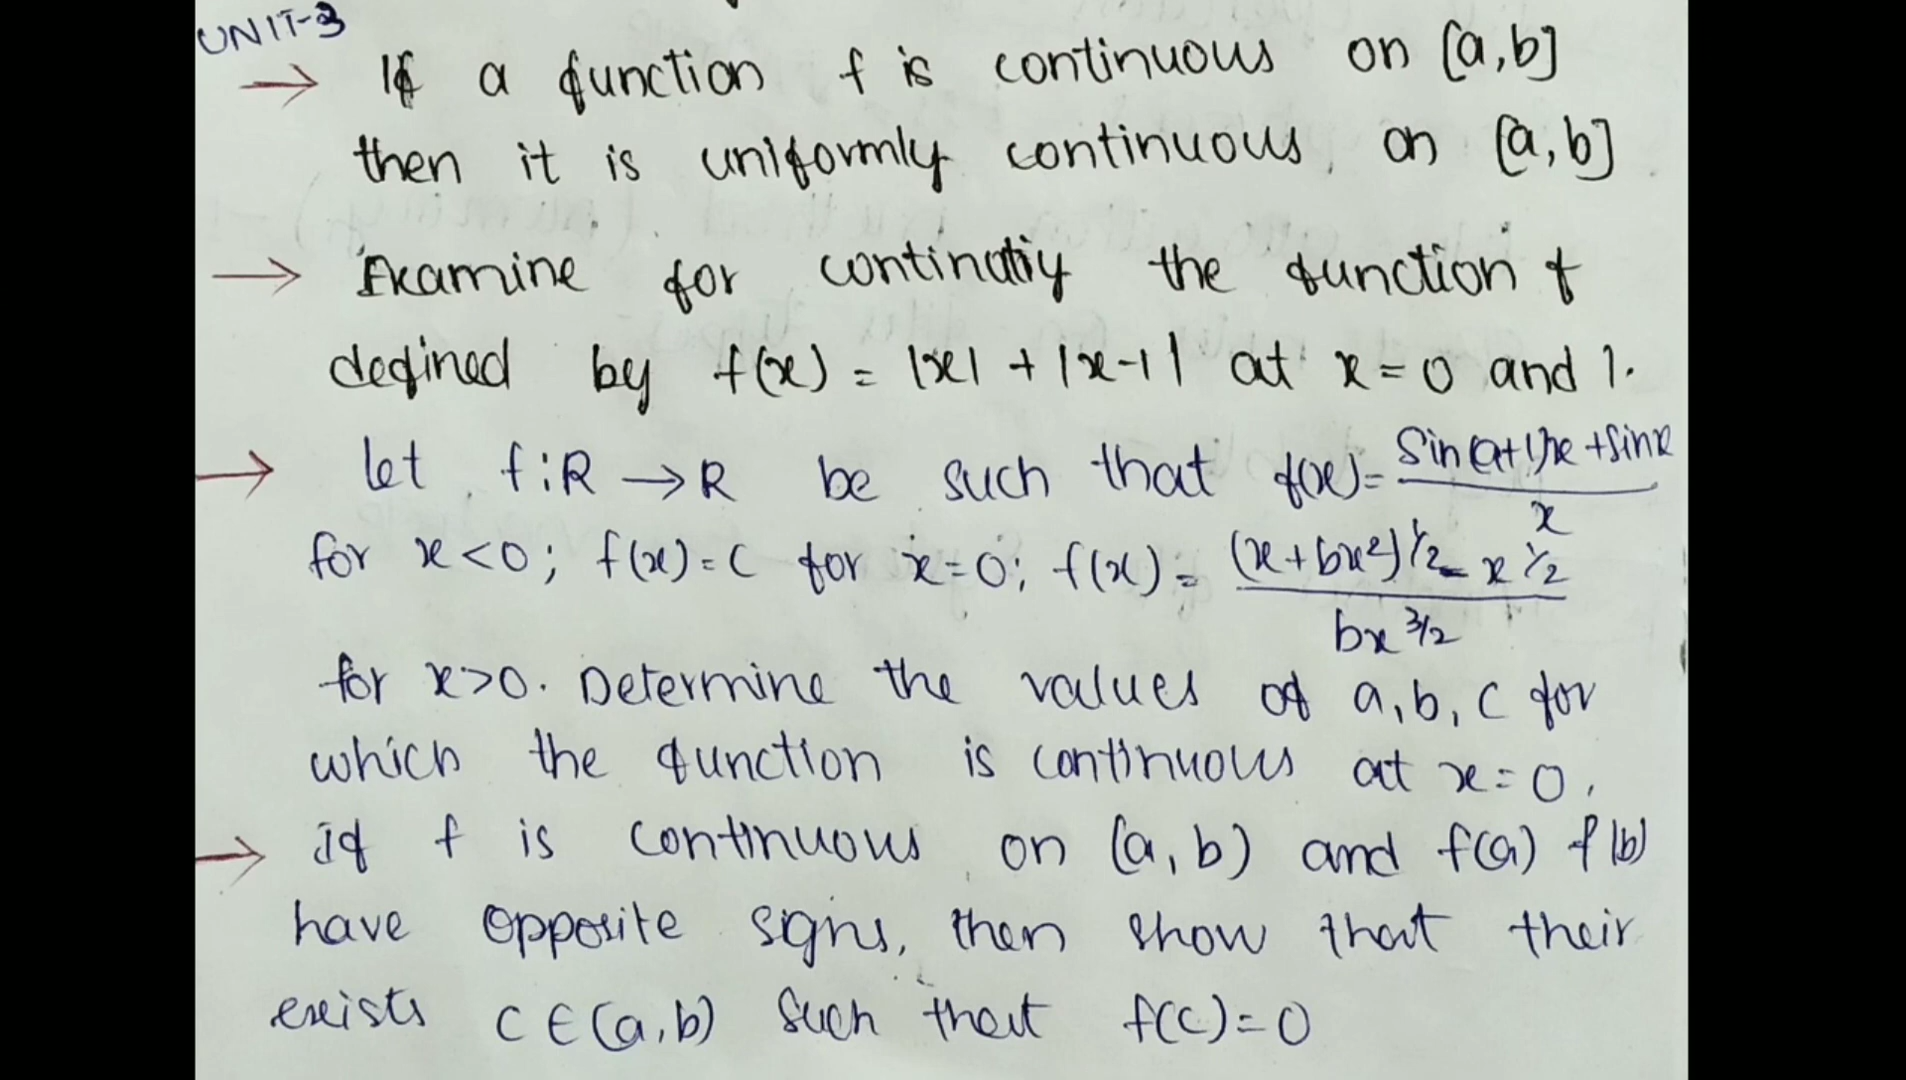 UNIT-3
→ If a function f is continuous on [a,b]
then it is uniformly continuous on [a,b]
→ Examine for continutiy the function f
defined by f(x) = |x| + |x-1| at x=0 and 1.
→ let f:R→R be such that f(x)= Sin(a+1)x+sinx / x
for x<0; f(x)=c for x=0; f(x) = (x+bx²)^1/2 - x^1/2 / bx^3/2
for x>0. Determine the values of a,b,c for
which the function is continuous at x=0.
→ if f is continuous on (a,b) and f(a) f(b)
have opposite signs, then show that their
exists c∈(a,b) such that f(c)=0